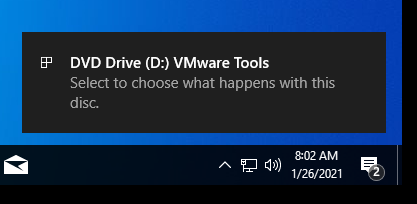 DVD Drive (D:) VMware Tools
Select to choose what happens with this
disc.
8:02 AM
1/26/2021
2